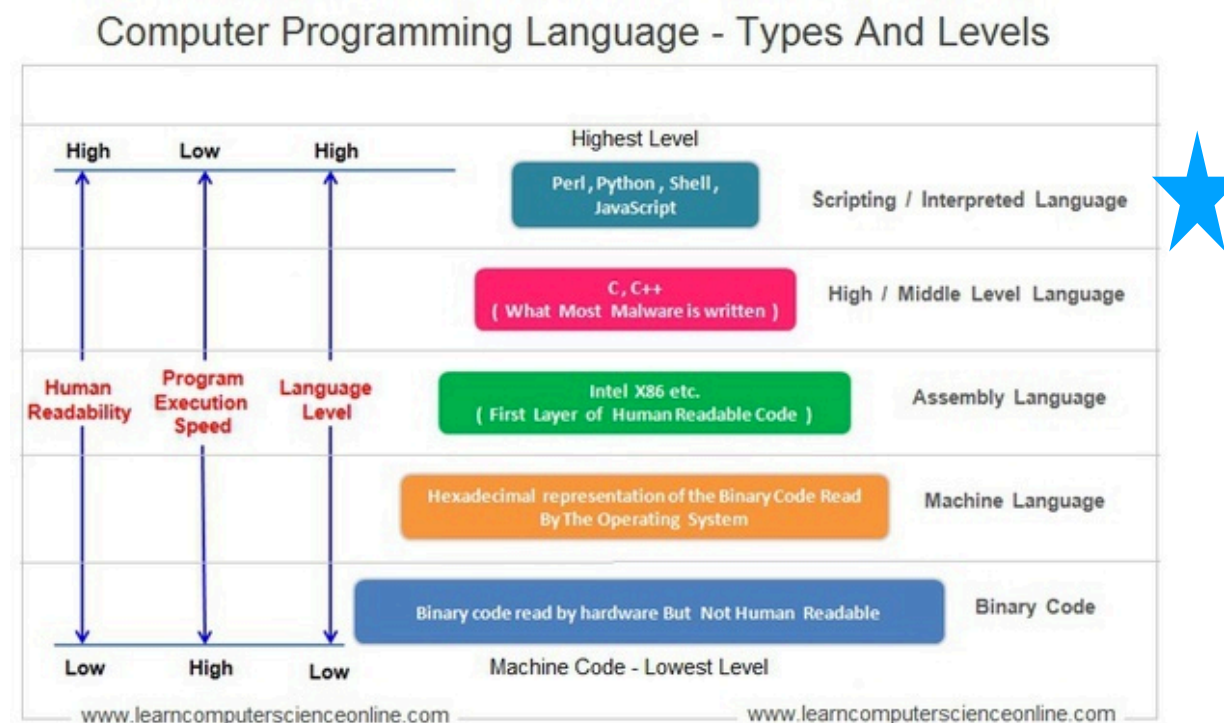 Computer Programming Language - Types And Levels
Highest Level
High Low High
Perl , Python , Shell ,
JavaScript
Scripting / Interpreted Language
C , C++
( What Most Malware is written )
High / Middle Level Language
Human
Readability
Program
Execution
Speed
Language
Level
Intel X86 etc.
( First Layer of Human Readable Code )
Assembly Language
Hexadecimal representation of the Binary Code Read
By The Operating System
Machine Language
Binary code read by hardware But Not Human Readable
Binary Code
Low High Low
Machine Code - Lowest Level
www.learncomputerscienceonline.com
www.learncomputerscienceonline.com